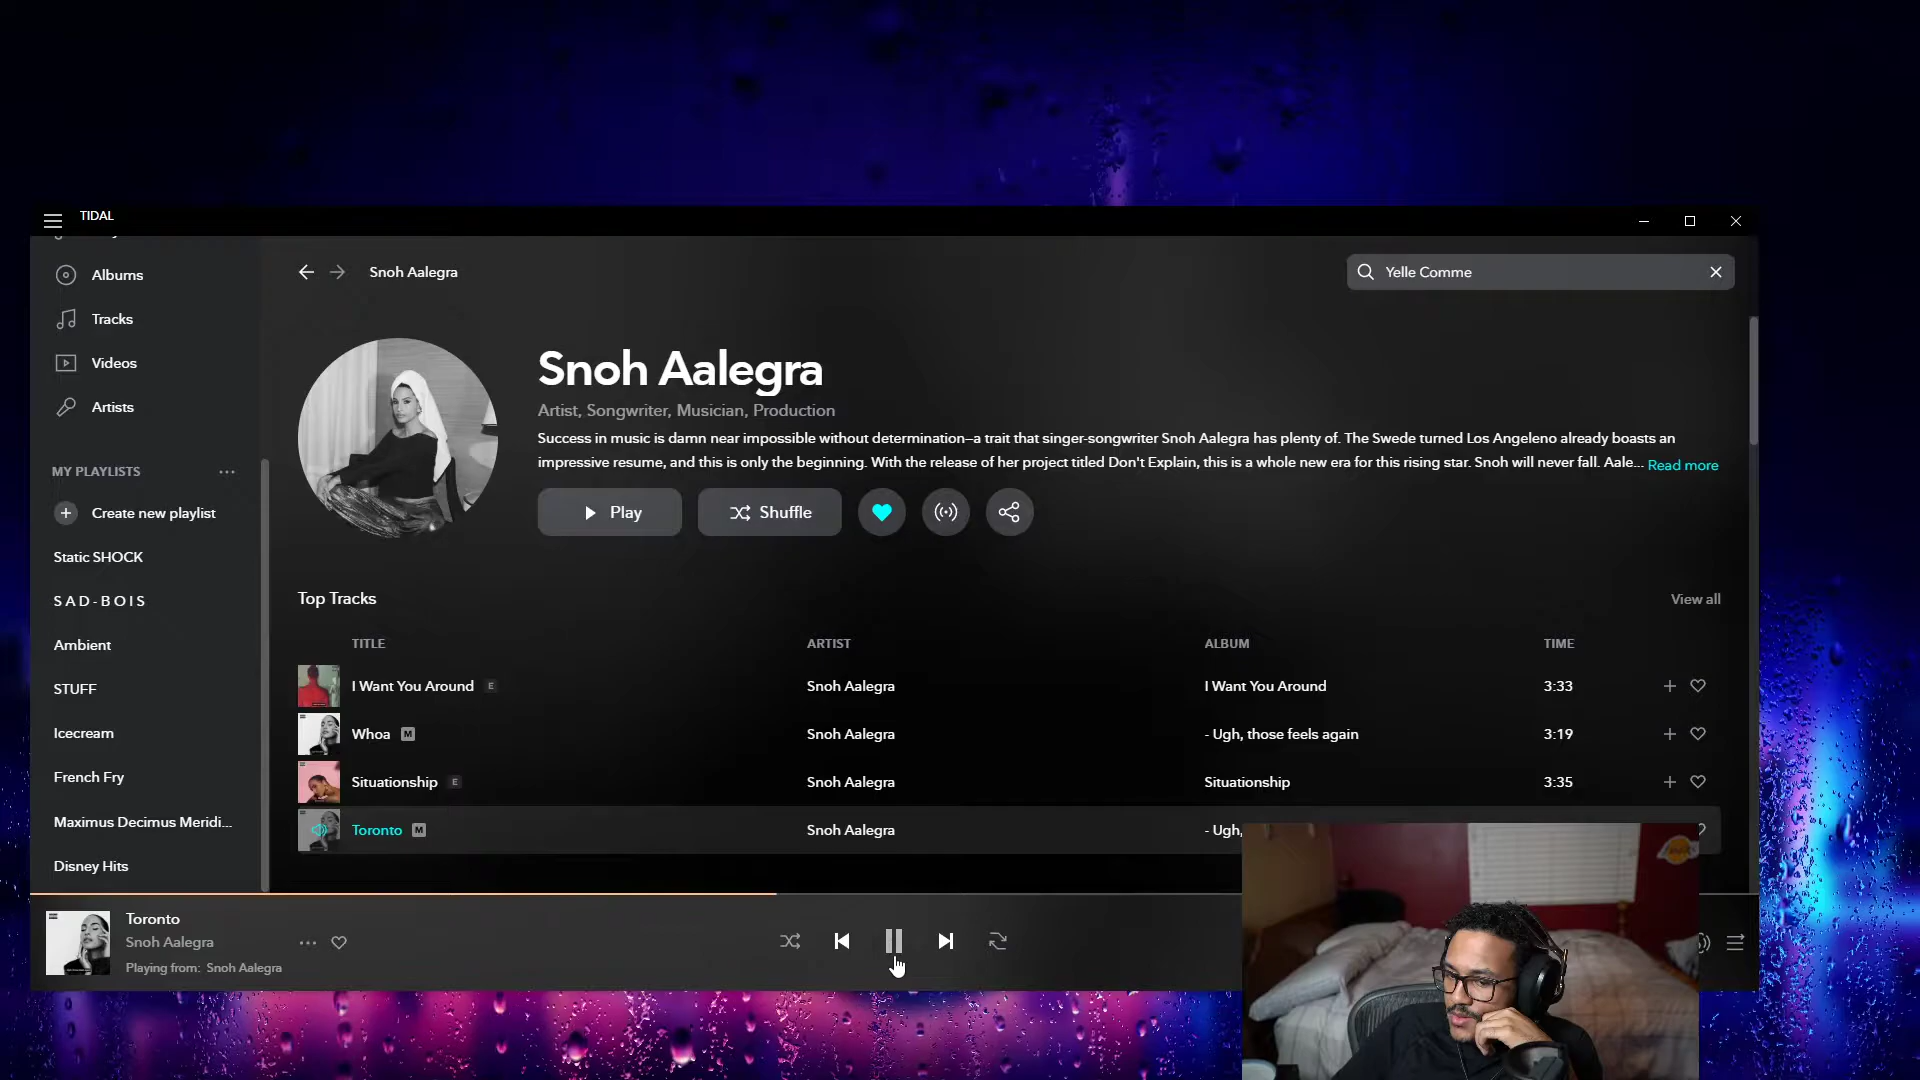 TIDAL
Albums
Tracks
Videos
Artists
MY PLAYLISTS
Create new playlist
Static SHOCK
S A D - B O I S
Ambient
STUFF
Icecream
French Fry
Maximus Decimus Meridi...
Disney Hits
Snoh Aalegra
Yelle Comme
Snoh Aalegra
Artist, Songwriter, Musician, Production
Success in music is damn near impossible without determination—a trait that singer-songwriter Snoh Aalegra has plenty of. The Swede turned Los Angeleno already boasts an
impressive resume, and this is only the beginning. With the release of her project titled Don't Explain, this is a whole new era for this rising star. Snoh will never fall. Aale... Read more
Play
Shuffle
Top Tracks
View all
TITLE ARTIST ALBUM TIME
I Want You Around E Snoh Aalegra I Want You Around 3:33
Whoa M Snoh Aalegra - Ugh, those feels again 3:19
Situationship E Snoh Aalegra Situationship 3:35
Toronto M Snoh Aalegra - Ugh,
Toronto
Snoh Aalegra
Playing from: Snoh Aalegra